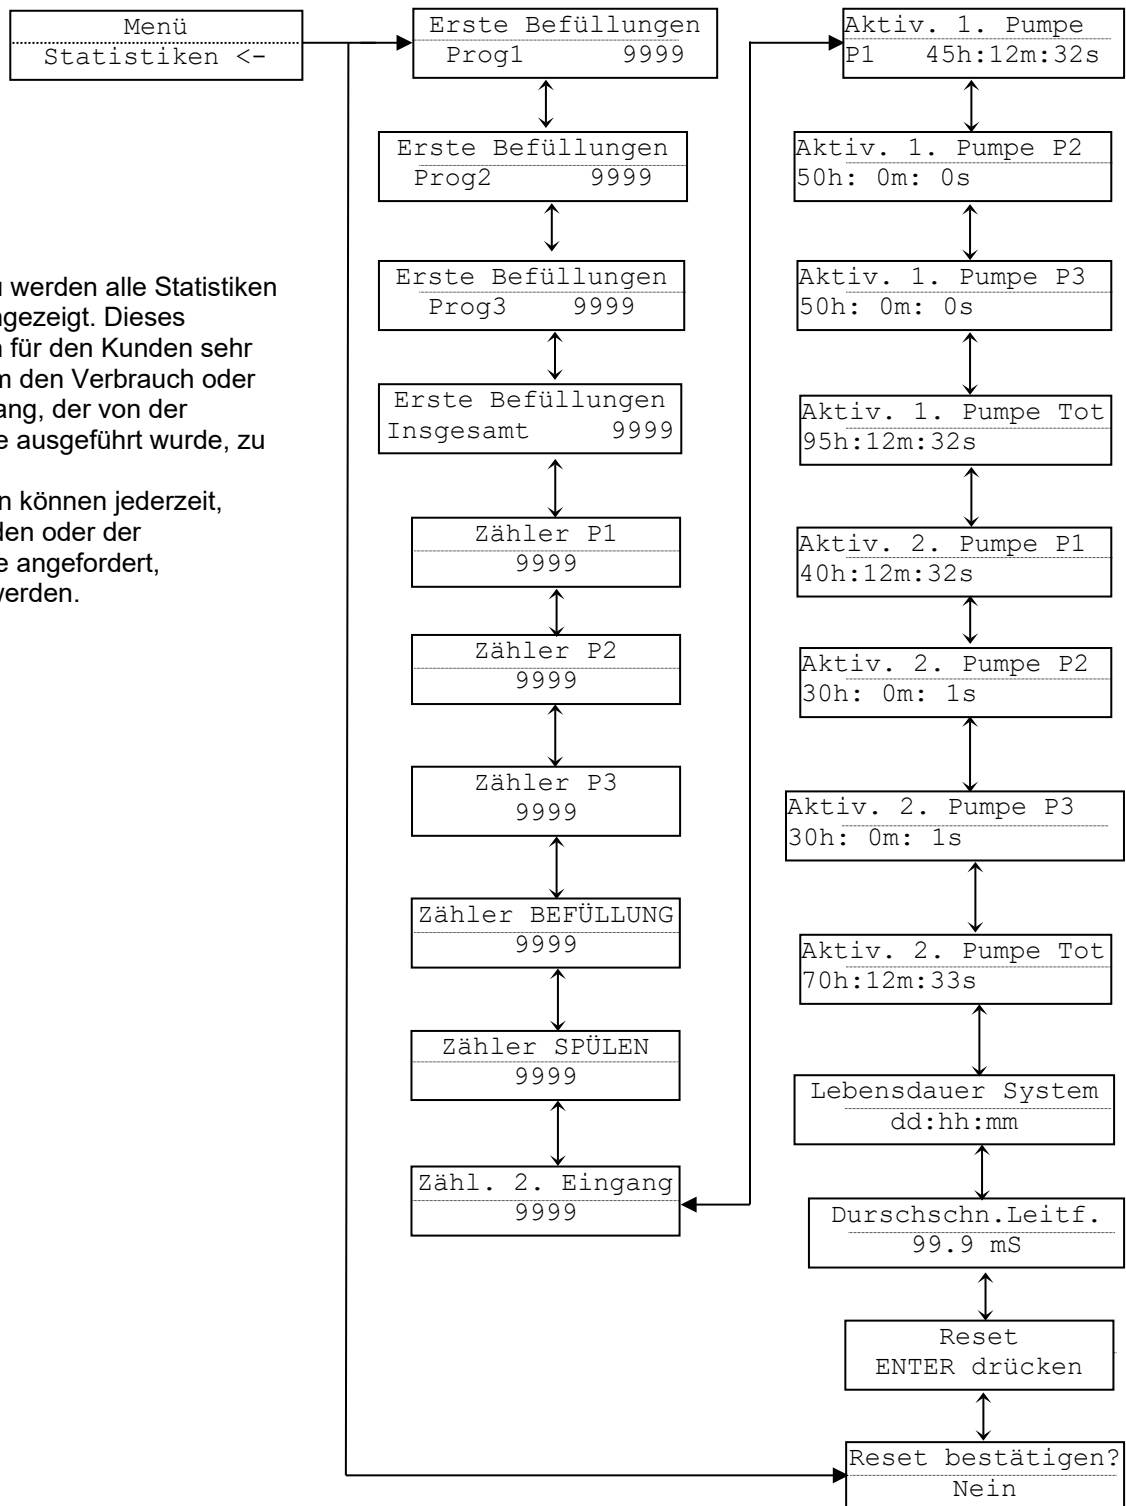 Menü
Statistiken <-
werden alle Statistiken
ngezeigt. Dieses
für den Kunden sehr
den Verbrauch oder
ang, der von der
ausgeführt wurde, zu
können jederzeit,
den oder der
angefordert,
werden.
Erste Befüllungen
Prog1 9999
Erste Befüllungen
Prog2 9999
Erste Befüllungen
Prog3 9999
Erste Befüllungen
Insgesamt 9999
Zähler P1
9999
Zähler P2
9999
Zähler P3
9999
Zähler BEFÜLLUNG
9999
Zähler SPÜLEN
9999
Zähl. 2. Eingang
9999
Aktiv. 1. Pumpe
P1 45h:12m:32s
Aktiv. 1. Pumpe P2
50h: 0m: 0s
Aktiv. 1. Pumpe P3
50h: 0m: 0s
Aktiv. 1. Pumpe Tot
95h:12m:32s
Aktiv. 2. Pumpe P1
40h:12m:32s
Aktiv. 2. Pumpe P2
30h: 0m: 1s
Aktiv. 2. Pumpe P3
30h: 0m: 1s
Aktiv. 2. Pumpe Tot
70h:12m:33s
Lebensdauer System
dd:hh:mm
Durschschn.Leitf.
99.9 mS
Reset
ENTER drücken
Reset bestätigen?
Nein